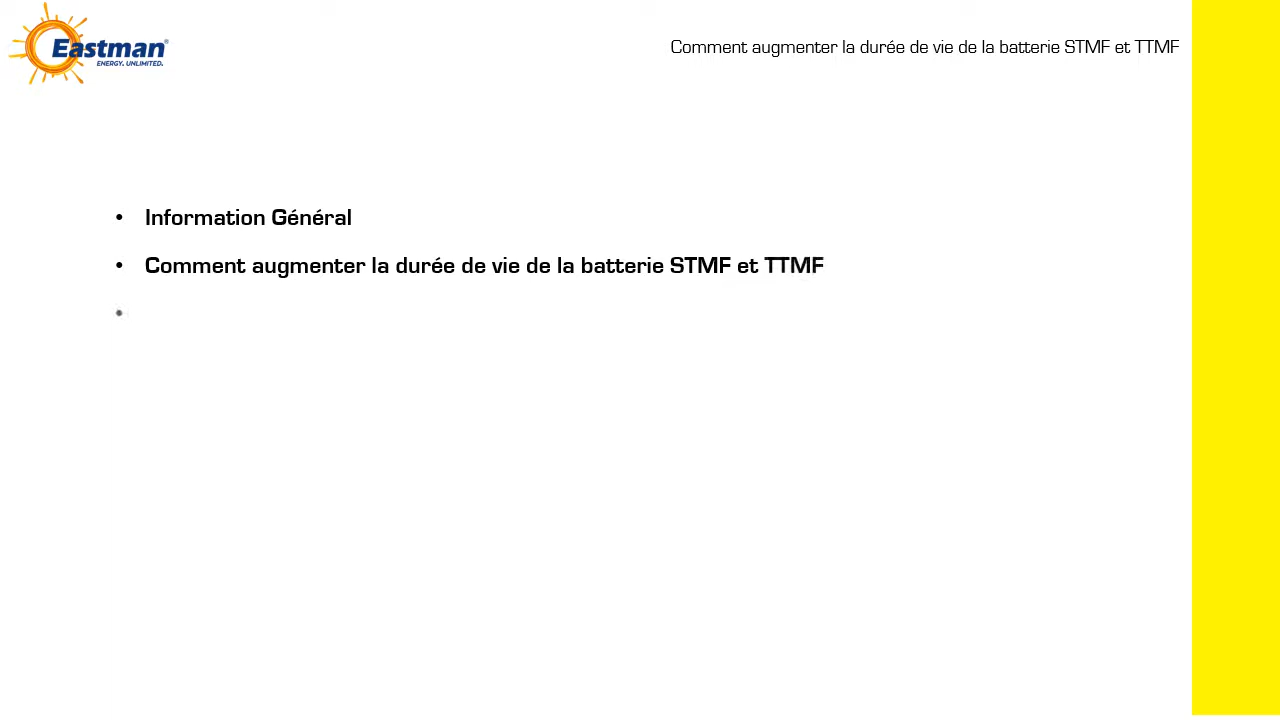 Eastman®
ENERGY. UNLIMITED.
Comment augmenter la durée de vie de la batterie STMF et TTMF
• Information Général
• Comment augmenter la durée de vie de la batterie STMF et TTMF
•